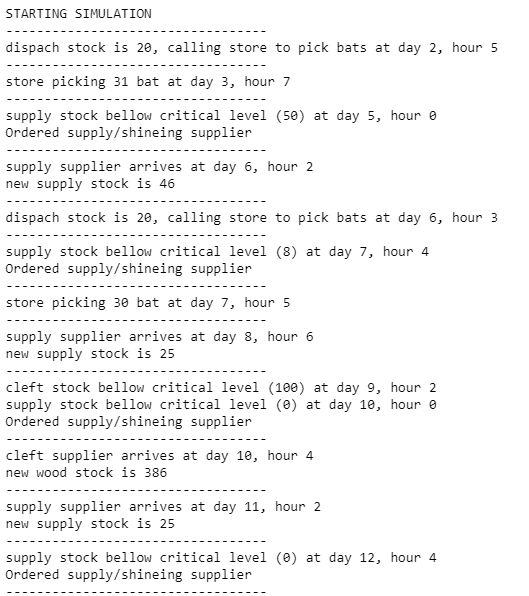 STARTING SIMULATION
----------------------------------
dispach stock is 20, calling store to pick bats at day 2, hour 5
----------------------------------
store picking 31 bat at day 3, hour 7
----------------------------------
supply stock bellow critical level (50) at day 5, hour 0
Ordered supply/shineing supplier
----------------------------------
supply supplier arrives at day 6, hour 2
new supply stock is 46
----------------------------------
dispach stock is 20, calling store to pick bats at day 6, hour 3
----------------------------------
supply stock bellow critical level (8) at day 7, hour 4
Ordered supply/shineing supplier
----------------------------------
store picking 30 bat at day 7, hour 5
----------------------------------
supply supplier arrives at day 8, hour 6
new supply stock is 25
----------------------------------
cleft stock bellow critical level (100) at day 9, hour 2
supply stock bellow critical level (0) at day 10, hour 0
Ordered supply/shineing supplier
----------------------------------
cleft supplier arrives at day 10, hour 4
new wood stock is 386
----------------------------------
supply supplier arrives at day 11, hour 2
new supply stock is 25
----------------------------------
supply stock bellow critical level (0) at day 12, hour 4
Ordered supply/shineing supplier
----------------------------------